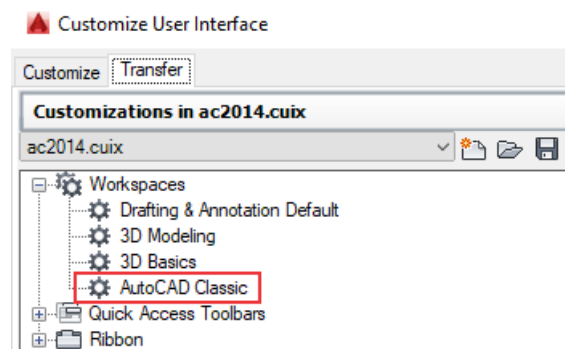 Customize User Interface
Customize Transfer
Customizations in ac2014.cuix
ac2014.cuix
Workspaces
Drafting & Annotation Default
3D Modeling
3D Basics
AutoCAD Classic
Quick Access Toolbars
Ribbon